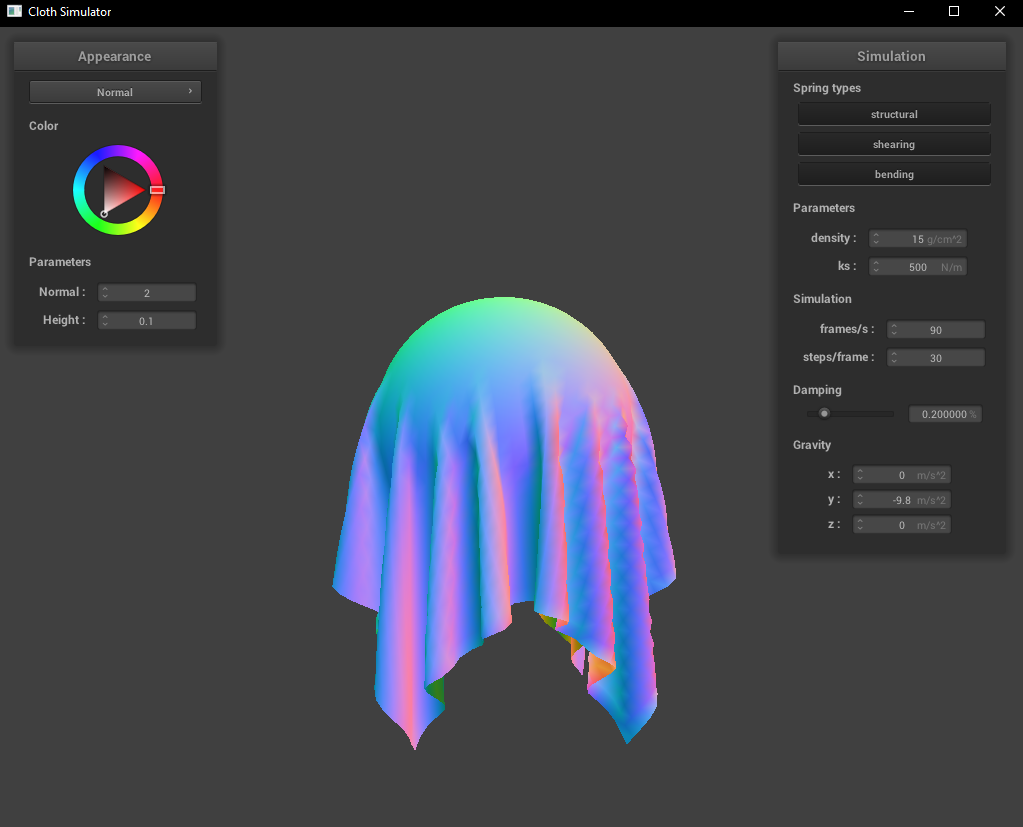 Cloth Simulator
Appearance
Normal
Color
Parameters
Normal : 2
Height : 0.1
Simulation
Spring types
structural
shearing
bending
Parameters
density : 15 g/cm^2
ks : 500 N/m
Simulation
frames/s : 90
steps/frame : 30
Damping
0.200000 %
Gravity
x : 0 m/s^2
y : -9.8 m/s^2
z : 0 m/s^2